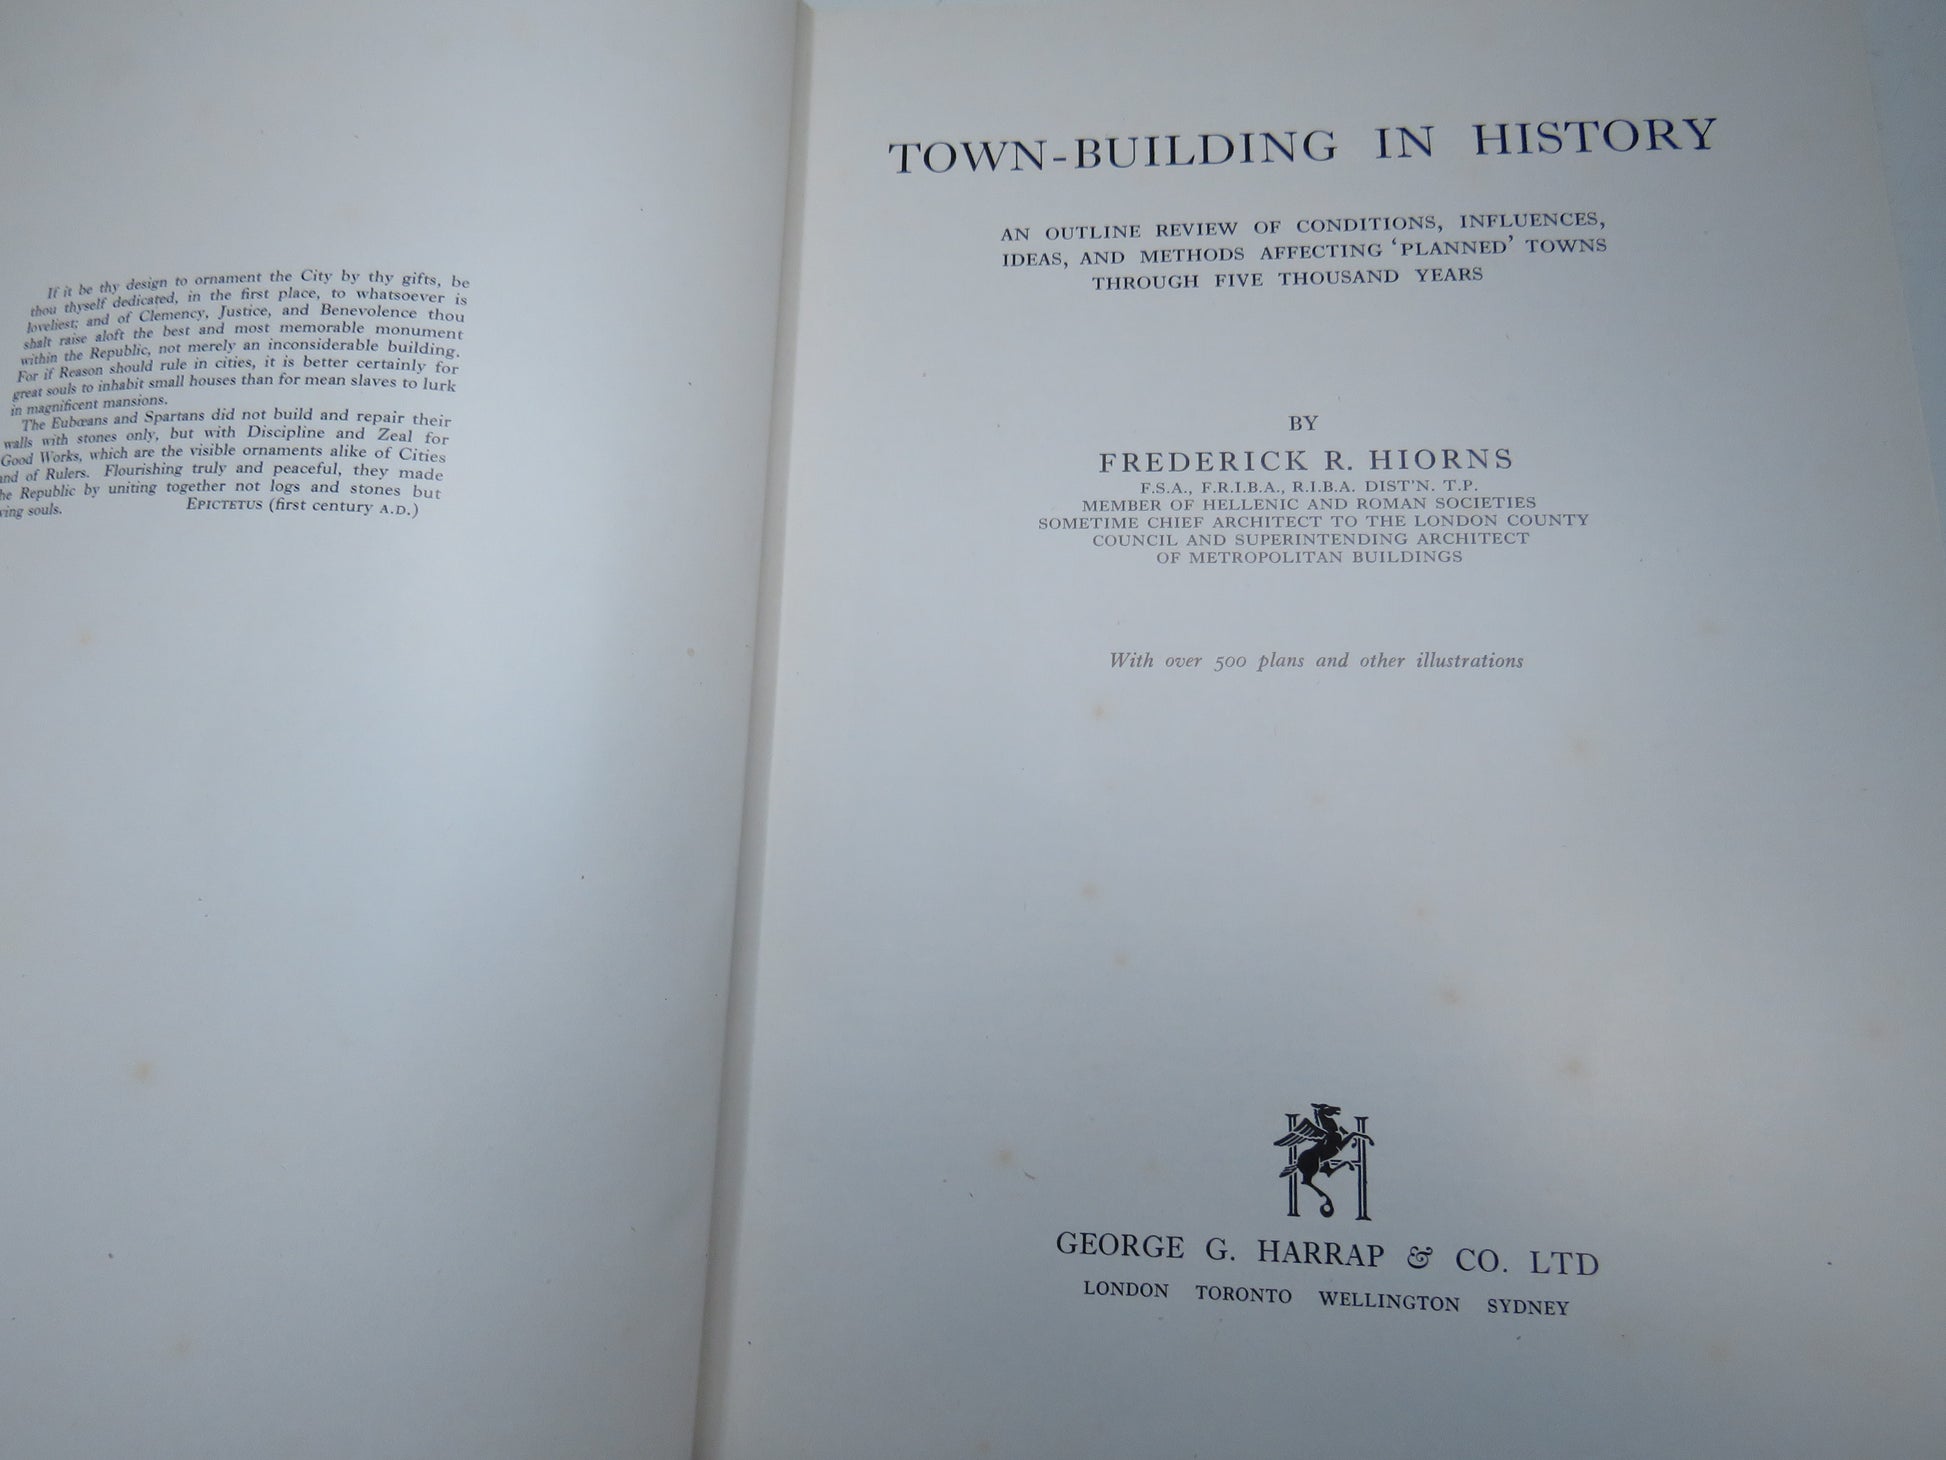 If it be thy design to ornament the City by thy gifts, be
thou thyself dedicated, in the first place, to whatsoever is
loveliest; and of Clemency, Justice, and Benevolence thou
shalt raise aloft the best and most memorable monument
within the Republic, not merely an inconsiderable building.
For if Reason should rule in cities, it is better certainly for
great souls to inhabit small houses than for mean slaves to lurk
in magnificent mansions.
The Eubœans and Spartans did not build and repair their
walls with stones only, but with Discipline and Zeal for
Good Works, which are the visible ornaments alike of Cities
and of Rulers. Flourishing truly and peaceful, they made
he Republic by uniting together not logs and stones but
ving souls.
EPICTETUS (first century A.D.)
TOWN-BUILDING IN HISTORY
AN OUTLINE REVIEW OF CONDITIONS, INFLUENCES,
IDEAS, AND METHODS AFFECTING ‘PLANNED’ TOWNS
THROUGH FIVE THOUSAND YEARS
BY
FREDERICK R. HIORNS
F.S.A., F.R.I.B.A., R.I.B.A. DIST'N. T.P.
MEMBER OF HELLENIC AND ROMAN SOCIETIES
SOMETIME CHIEF ARCHITECT TO THE LONDON COUNTY
COUNCIL AND SUPERINTENDING ARCHITECT
OF METROPOLITAN BUILDINGS
With over 500 plans and other illustrations
H
GEORGE G. HARRAP & CO. LTD
LONDON TORONTO WELLINGTON SYDNEY